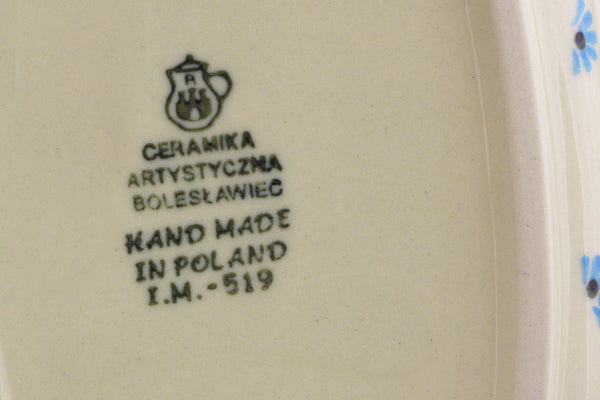 A
CERAMIKA
ARTYSTYCZNA
BOLESŁAWIEC
HAND MADE
IN POLAND
I.M.-519